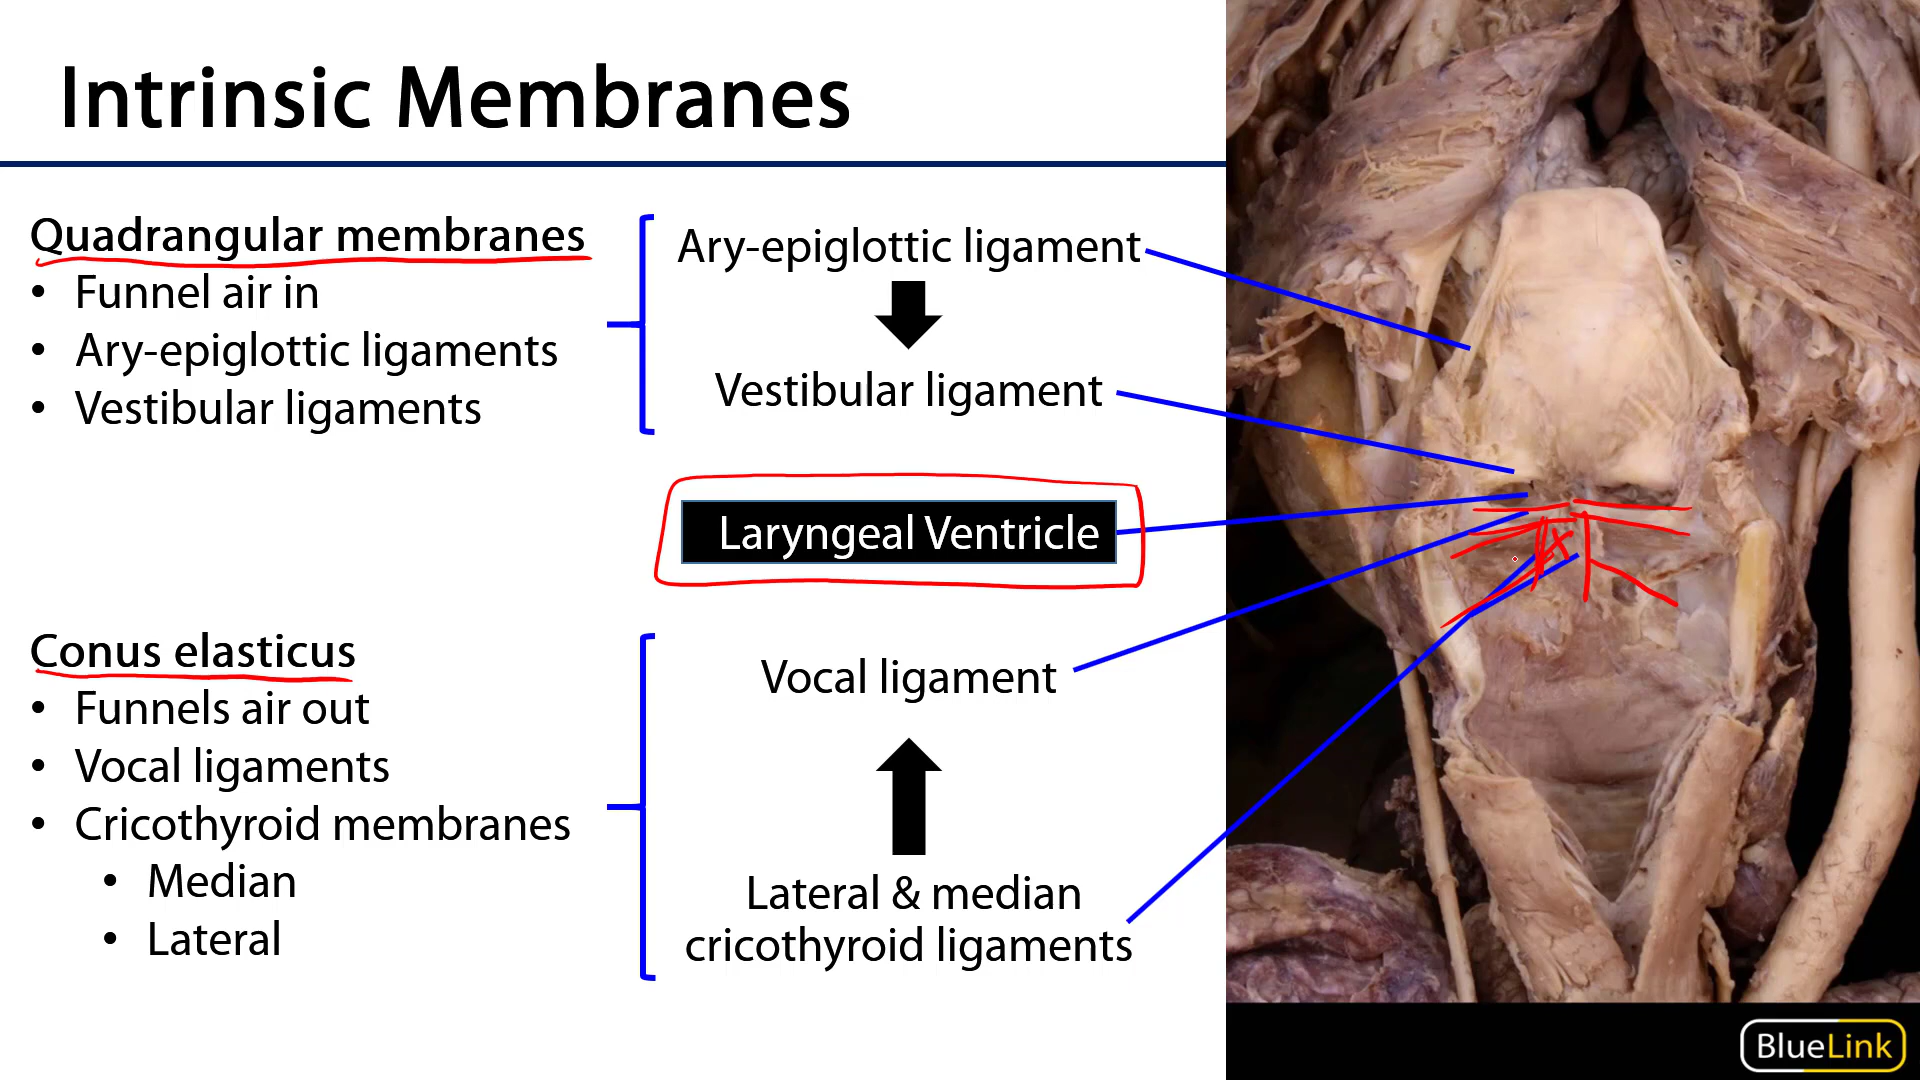 Intrinsic Membranes
Quadrangular membranes
• Funnel air in
• Ary-epiglottic ligaments
• Vestibular ligaments
Ary-epiglottic ligament
Vestibular ligament
Laryngeal Ventricle
Conus elasticus
• Funnels air out
• Vocal ligaments
• Cricothyroid membranes
• Median
• Lateral
Vocal ligament
Lateral & median
cricothyroid ligaments
BlueLink